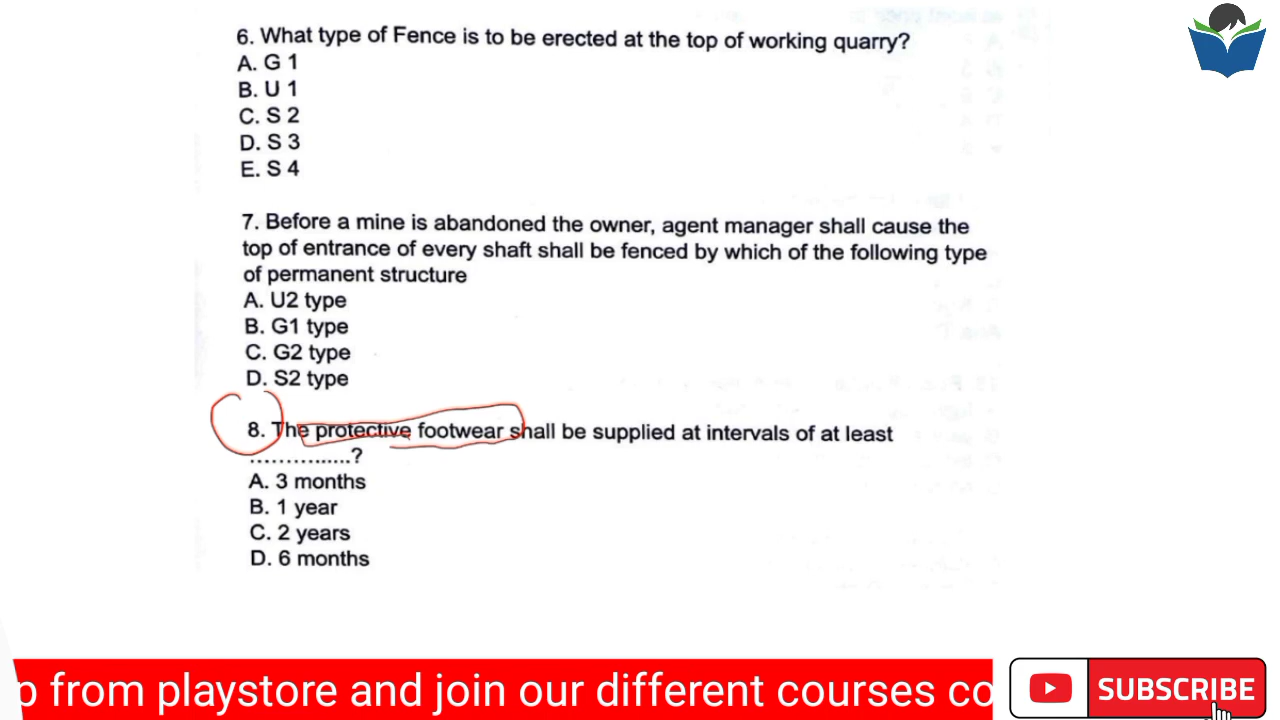 6. What type of Fence is to be erected at the top of working quarry?
A. G 1
B. U 1
C. S 2
D. S 3
E. S 4
7. Before a mine is abandoned the owner, agent manager shall cause the
top of entrance of every shaft shall be fenced by which of the following type
of permanent structure
A. U2 type
B. G1 type
C. G2 type
D. S2 type
8. The protective footwear shall be supplied at intervals of at least
................?
A. 3 months
B. 1 year
C. 2 years
D. 6 months
from playstore and join our different courses
SUBSCRIBE